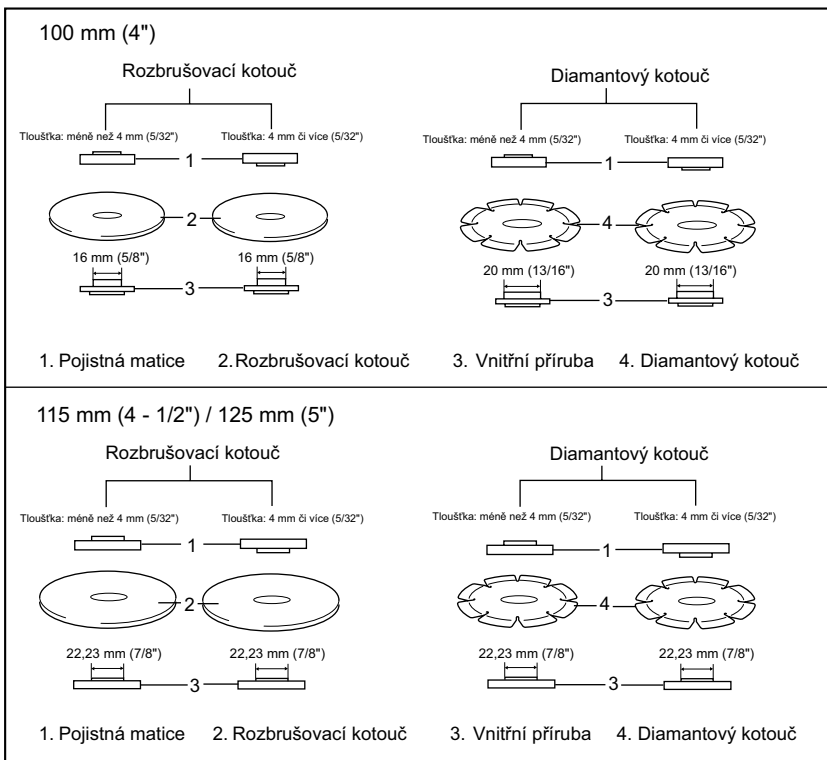 100 mm (4")
Rozbrušovací kotouč
Diamantový kotouč
Tloušťka: méně než 4 mm (5/32") Tloušťka: 4 mm či více (5/32")
Tloušťka: méně než 4 mm (5/32") Tloušťka: 4 mm či více (5/32")
1
1
2
4
16 mm (5/8") 16 mm (5/8")
20 mm (13/16") 20 mm (13/16")
3
3
1. Pojistná matice 2.Rozbrušovací kotouč 3. Vnitřní příruba 4. Diamantový kotouč
115 mm (4 - 1/2") / 125 mm (5")
Rozbrušovací kotouč
Diamantový kotouč
Tloušťka: méně než 4 mm (5/32") Tloušťka: 4 mm či více (5/32")
Tloušťka: méně než 4 mm (5/32") Tloušťka: 4 mm či více (5/32")
1
1
2
4
22,23 mm (7/8") 22,23 mm (7/8")
22,23 mm (7/8") 22,23 mm (7/8")
3
3
1. Pojistná matice 2. Rozbrušovací kotouč 3. Vnitřní příruba 4. Diamantový kotouč